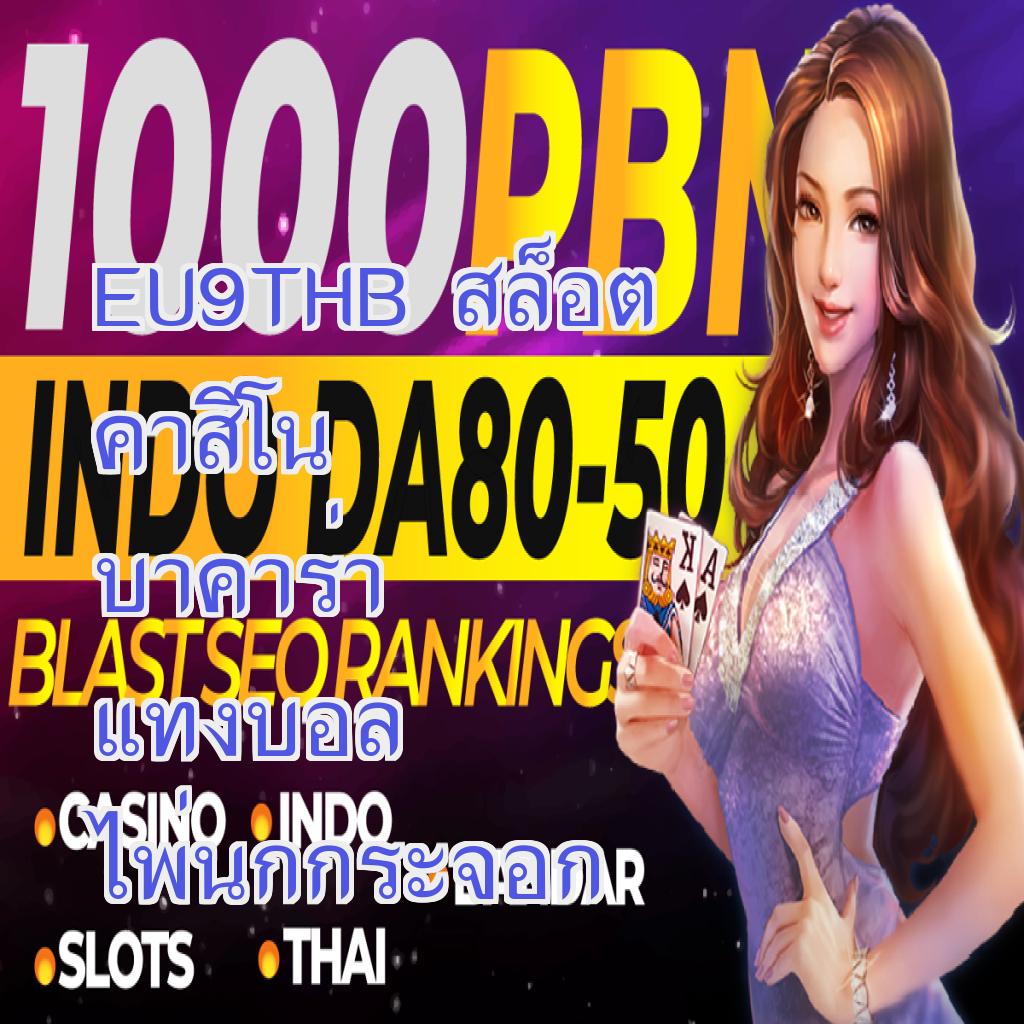 1000PBN
EU9THB สล็อต
INDO DA80-50
คาสิโน
บาคาร่า
BLAST SEO RANKINGS
แทงบอล
CASINO
INDO
ไพ่นกกระจอก
SLOTS
THAI